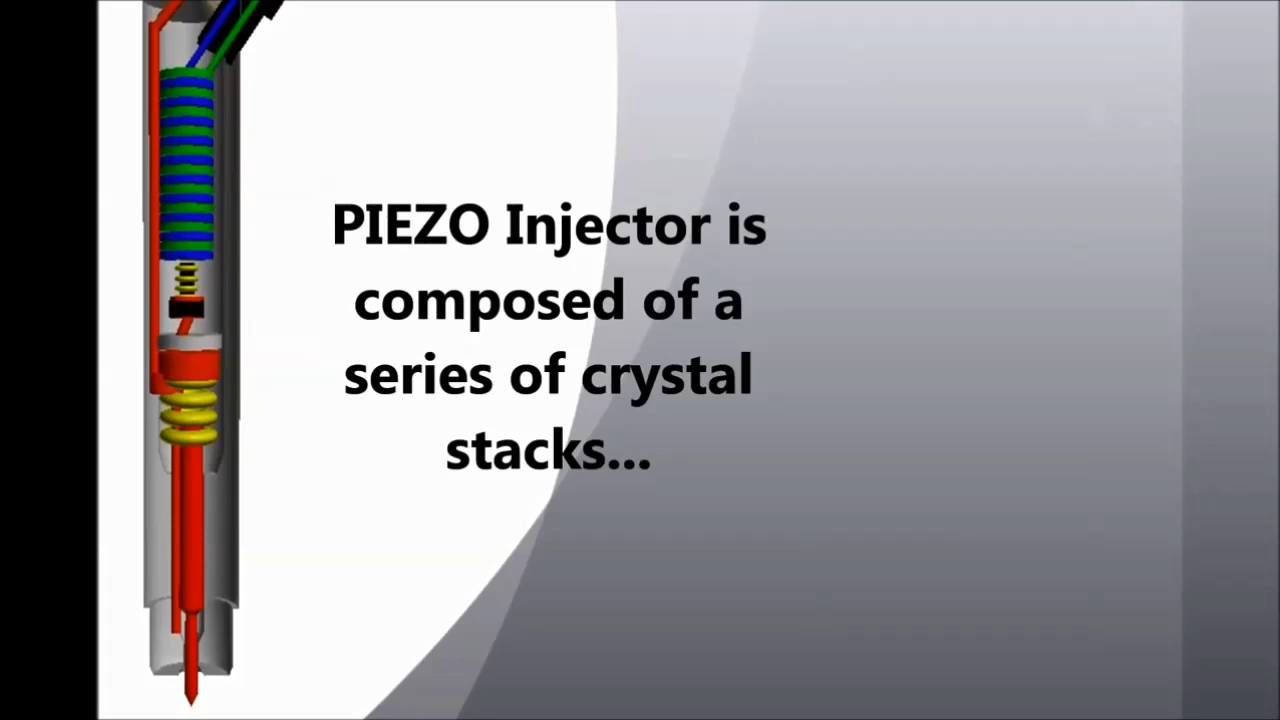 PIEZO Injector is
composed of a
series of crystal
stacks...